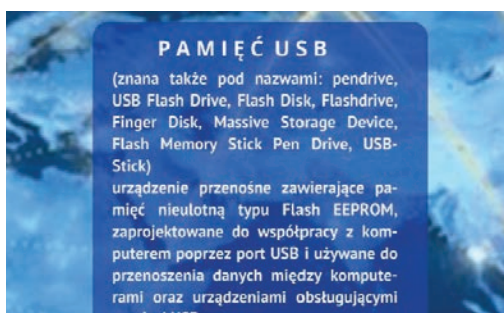 PAMIĘĆ USB
(znana także pod nazwami: pendrive,
USB Flash Drive, Flash Disk, Flashdrive,
Finger Disk, Massive Storage Device,
Flash Memory Stick Pen Drive, USB-
Stick)
urządzenie przenośne zawierające pa-
mięć nieulotną typu Flash EEPROM,
zaprojektowane do współpracy z kom-
puterem poprzez port USB i używane do
przenoszenia danych między kompute-
rami oraz urządzeniami obsługującymi